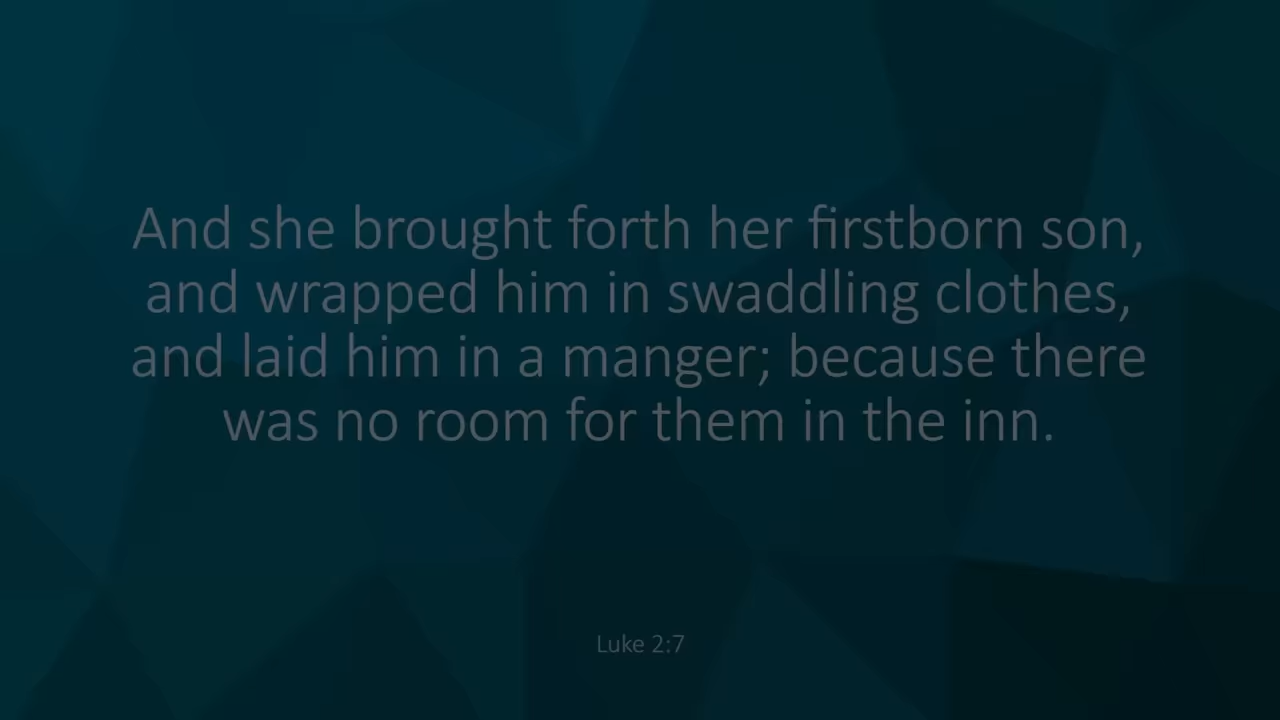 And she brought forth her firstborn son,
and wrapped him in swaddling clothes,
and laid him in a manger; because there
was no room for them in the inn.
Luke 2:7